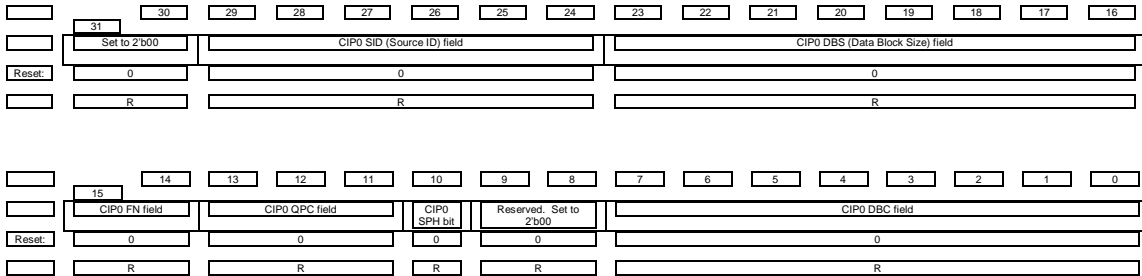 31 30 29 28 27 26 25 24 23 22 21 20 19 18 17 16
Set to 2'b00 CIP0 SID (Source ID) field CIP0 DBS (Data Block Size) field
Reset: 0 0 0
R R R
15 14 13 12 11 10 9 8 7 6 5 4 3 2 1 0
CIP0 FN field CIP0 QPC field CIP0 SPH bit Reserved. Set to 2'b00 CIP0 DBC field
Reset: 0 0 0 0 0
R R R R R